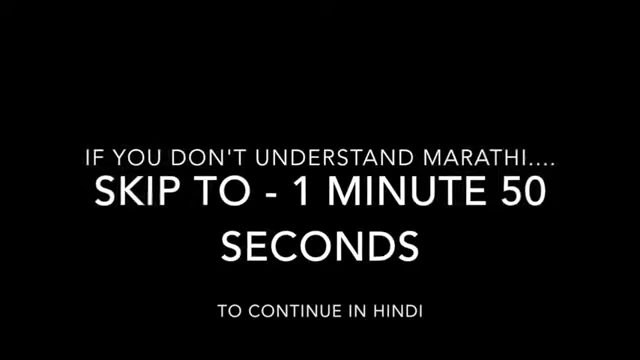 IF YOU DON'T UNDERSTAND MARATHI....
SKIP TO - 1 MINUTE 50
SECONDS
TO CONTINUE IN HINDI